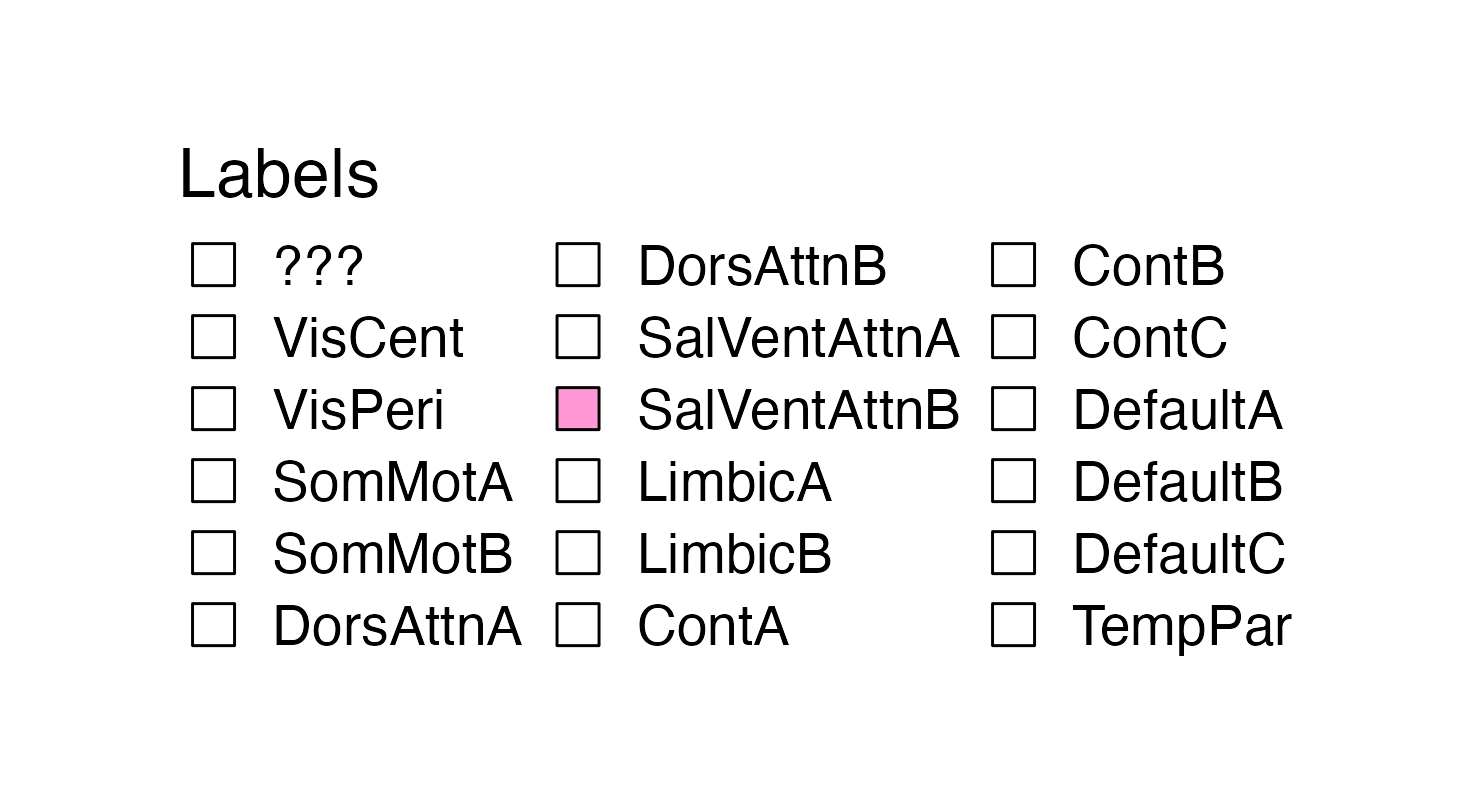 Labels
??? DorsAttnB ContB
VisCent SalVentAttnA ContC
VisPeri SalVentAttnB DefaultA
SomMotA LimbicA DefaultB
SomMotB LimbicB DefaultC
DorsAttnA ContA TempPar